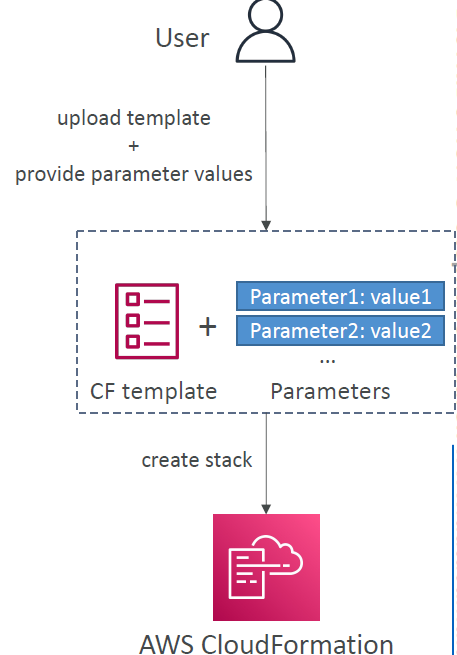 User
upload template
+
provide parameter values
+
Parameter1: value1
Parameter2: value2
...
CF template
Parameters
create stack
AWS CloudFormation